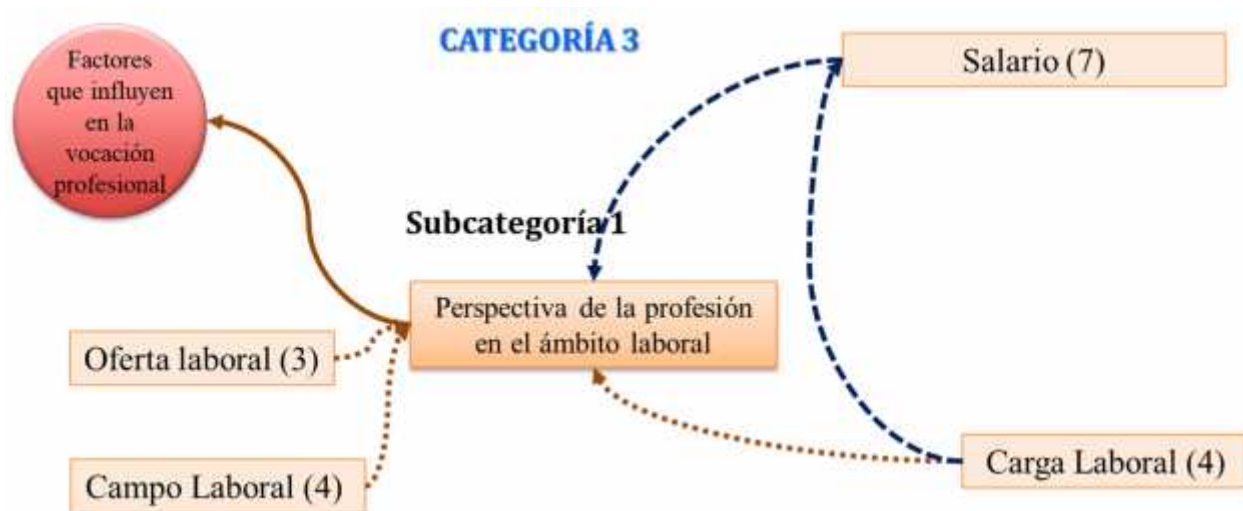 CATEGORÍA 3
Factores
que influyen
en la
vocación
profesional
Salario (7)
Subcategoría 1
Perspectiva de la profesión
en el ámbito laboral
Oferta laboral (3)
Campo Laboral (4)
Carga Laboral (4)